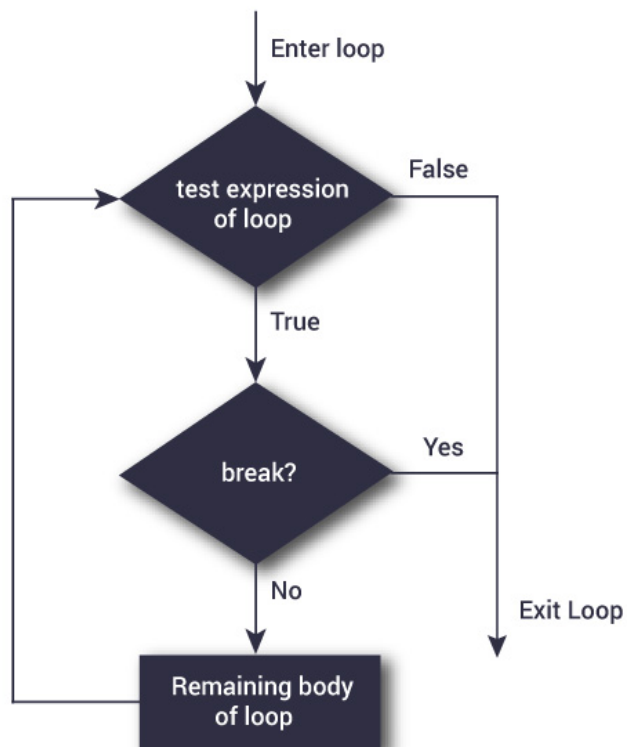 Enter loop
test expression
of loop
False
True
break?
Yes
No
Exit Loop
Remaining body
of loop